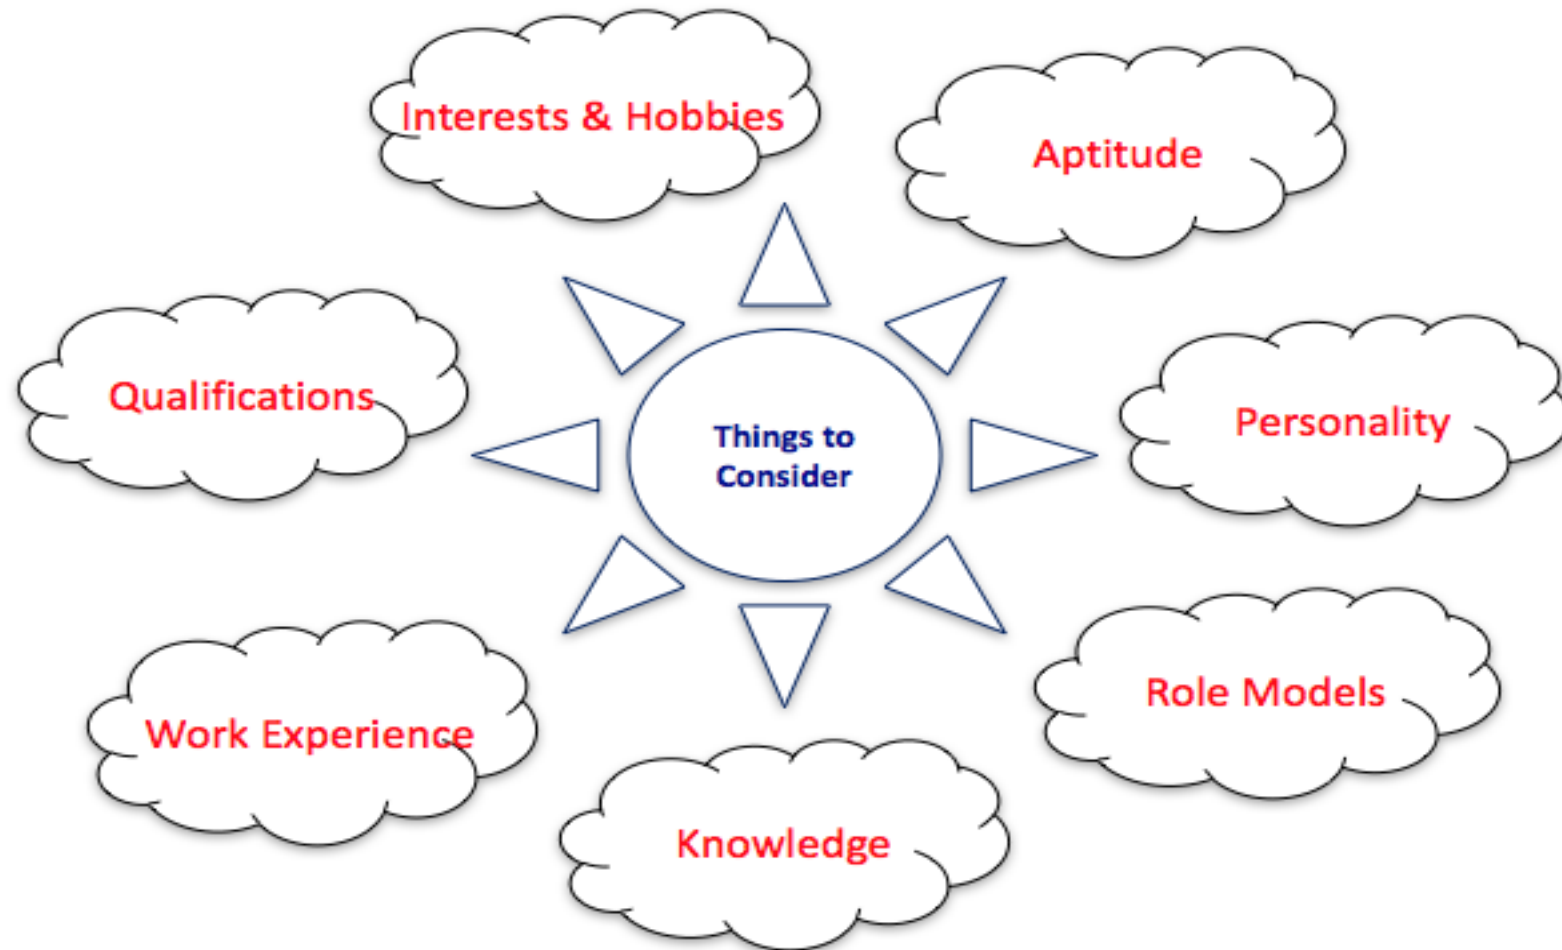 Interests & Hobbies
Aptitude
Qualifications
Personality
Things to
Consider
Work Experience
Role Models
Knowledge